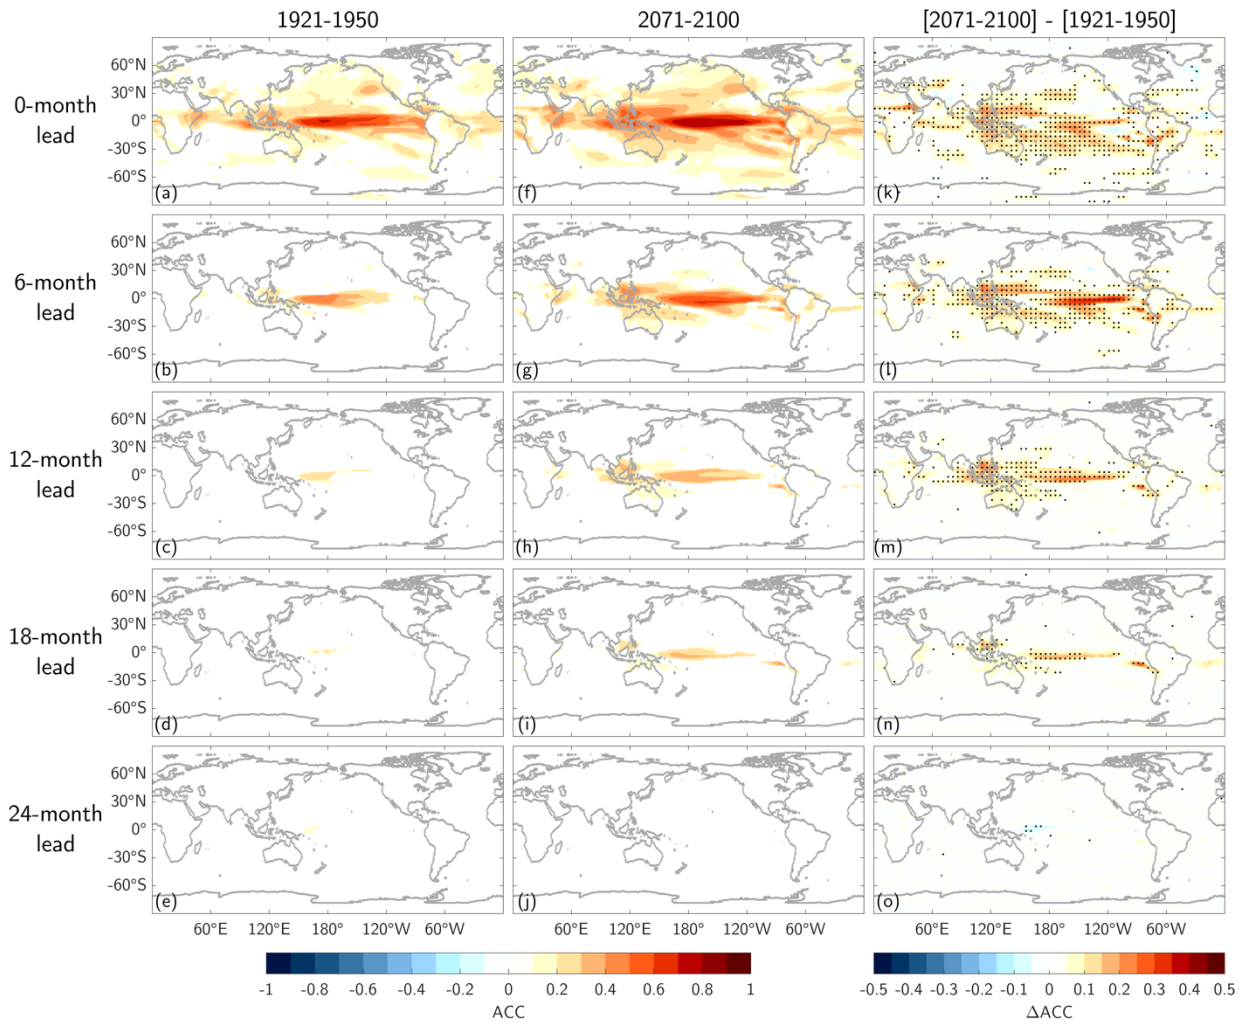 1921-1950 2071-2100 [2071-2100] - [1921-1950]
0-month
lead
60°N
30°N
0°
-30°S
-60°S
(a) (f) (k)
6-month
lead
60°N
30°N
0°
-30°S
-60°S
(b) (g) (l)
12-month
lead
60°N
30°N
0°
-30°S
-60°S
(c) (h) (m)
18-month
lead
60°N
30°N
0°
-30°S
-60°S
(d) (i) (n)
24-month
lead
60°N
30°N
0°
-30°S
-60°S
(e) (j) (o)
60°E 120°E 180° 120°W 60°W 60°E 120°E 180° 120°W 60°W 60°E 120°E 180° 120°W 60°W
-1 -0.8 -0.6 -0.4 -0.2 0 0.2 0.4 0.6 0.8 1 -0.5 -0.4 -0.3 -0.2 -0.1 0 0.1 0.2 0.3 0.4 0.5
ACC ΔACC